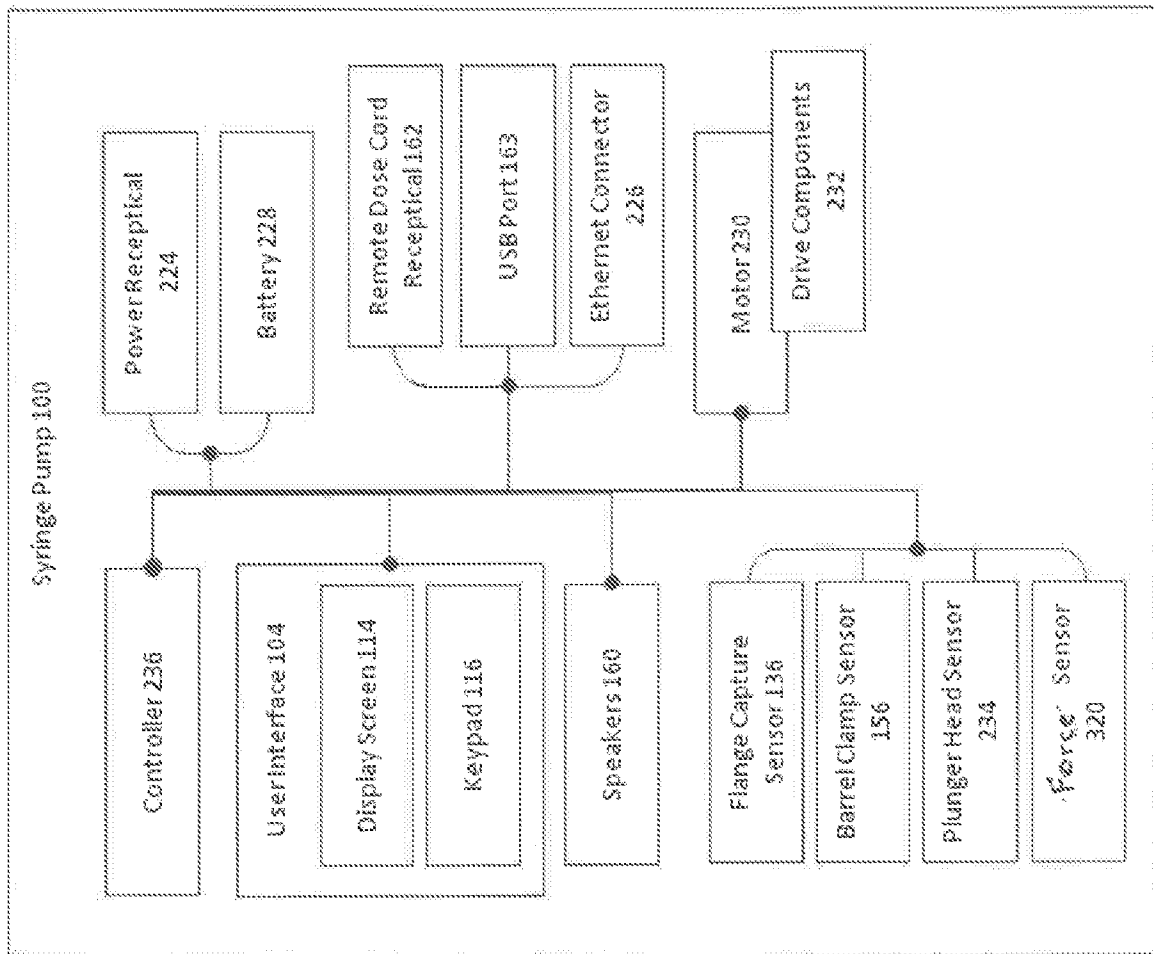 Syringe Pump 100
Controller 236
User Interface 104
Display Screen 114
Keypad 116
Speakers 160
Flange Capture
Sensor 136
Barrel Clamp Sensor
156
Plunger Head Sensor
234
Force Sensor
320
Power Receptical
224
Battery 228
Remote Dose Cord
Receptical 162
USB Port 163
Ethernet Connector
226
Motor 230
Drive Components
232